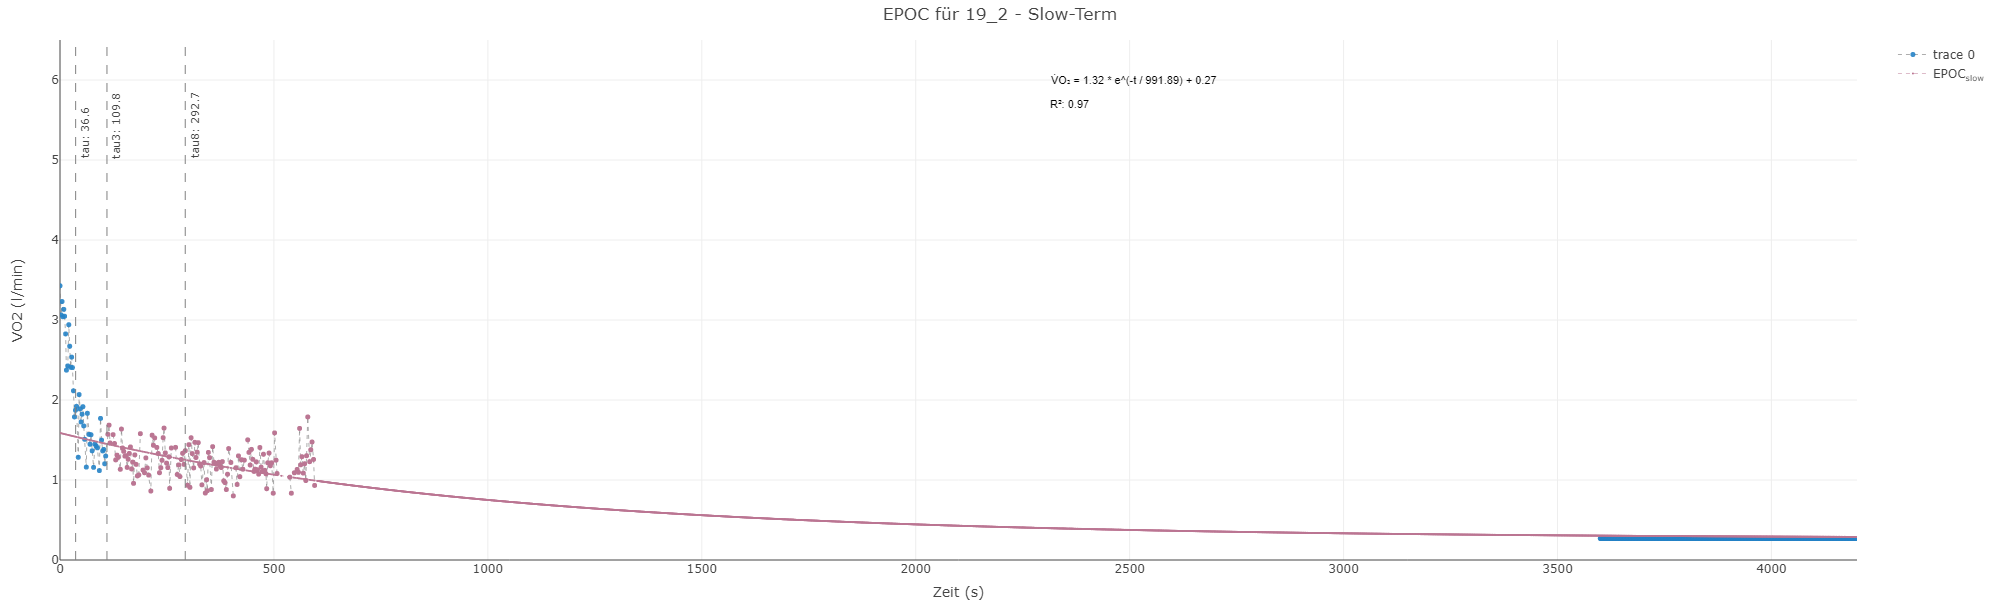 EPOC für 19_2 - Slow-Term
trace 0
EPOCslow
V̇O₂ = 1.32 * e^(-t / 991.89) + 0.27
R²: 0.97
tau: 36.6
tau3: 109.8
tau8: 292.7
VO2 (l/min)
6
5
4
3
2
1
0
0 500 1000 1500 2000 2500 3000 3500 4000
Zeit (s)